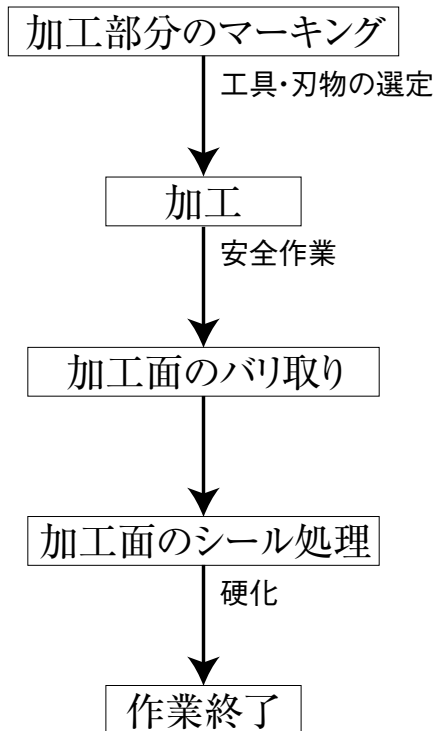 加工部分のマーキング
工具・刃物の選定
加工
安全作業
加工面のバリ取り
加工面のシール処理
硬化
作業終了